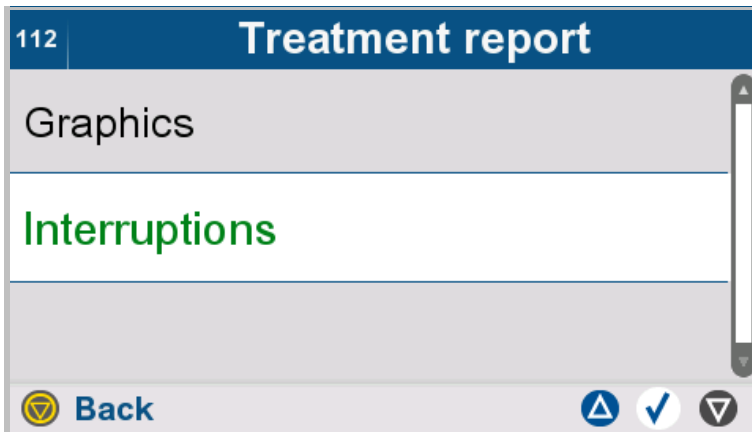 112
Treatment report
Graphics
Interruptions
Back